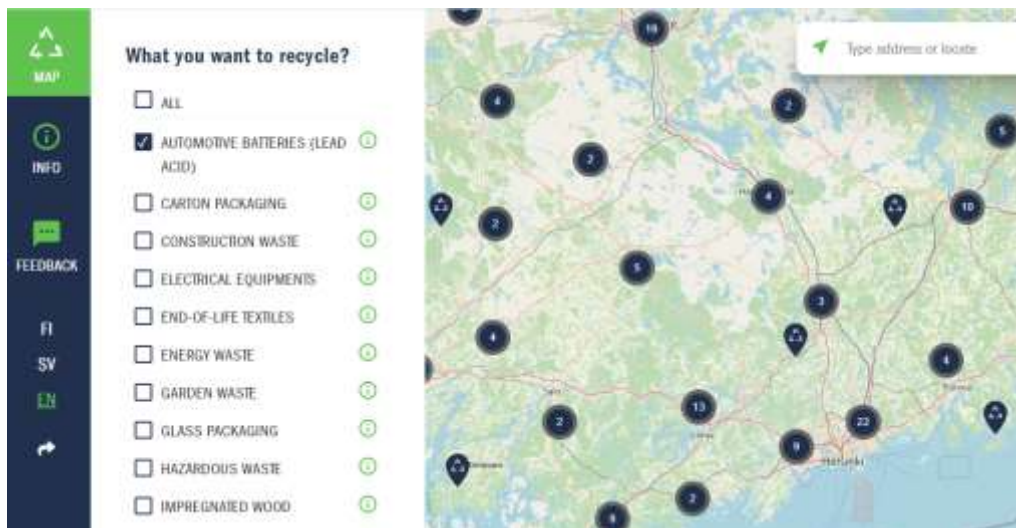 MAP
INFO
FEEDBACK
FI
SV
EN
What you want to recycle?
ALL
AUTOMOTIVE BATTERIES (LEAD
ACID)
CARTON PACKAGING
CONSTRUCTION WASTE
ELECTRICAL EQUIPMENTS
END-OF-LIFE TEXTILES
ENERGY WASTE
GARDEN WASTE
GLASS PACKAGING
HAZARDOUS WASTE
IMPREGNATED WOOD
Type address or locate
4
2
5
2
4
2
10
5
3
4
4
13
2
22
9
Helsinki
2